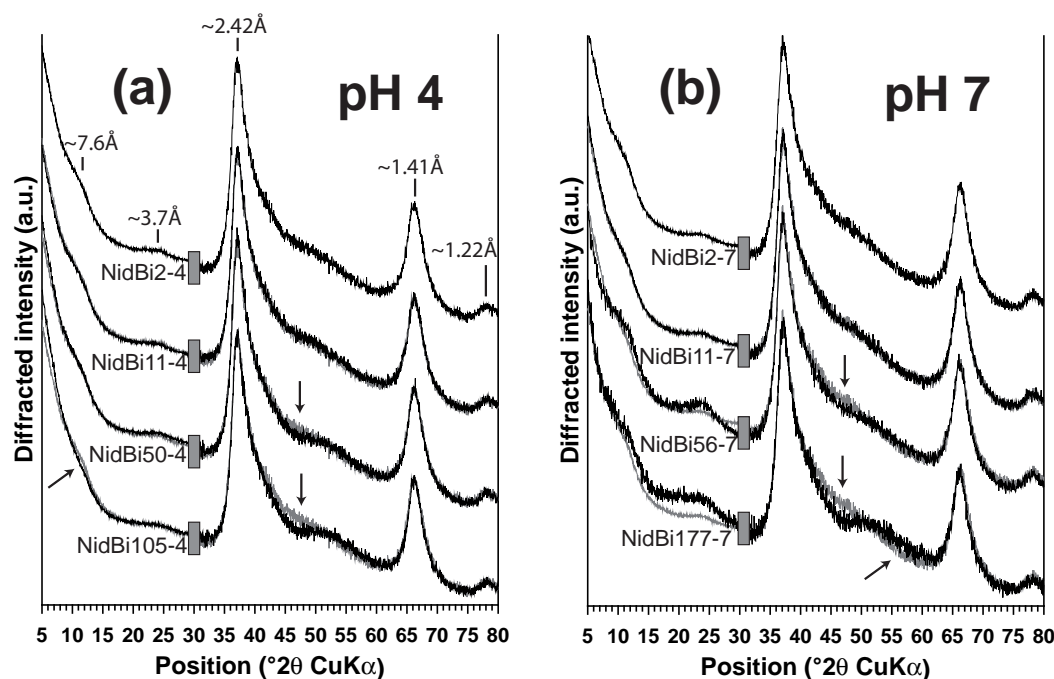 ~2.42Å
(a)
pH 4
~7.6Å
~1.41Å
~3.7Å
~1.22Å
NidBi2-4
NidBi11-4
NidBi50-4
NidBi105-4
Diffracted intensity (a.u.)
5 10 15 20 25 30 35 40 45 50 55 60 65 70 75 80
Position (°2θ CuKα)
(b)
pH 7
NidBi2-7
NidBi11-7
NidBi56-7
NidBi177-7
Diffracted intensity (a.u.)
5 10 15 20 25 30 35 40 45 50 55 60 65 70 75 80
Position (°2θ CuKα)